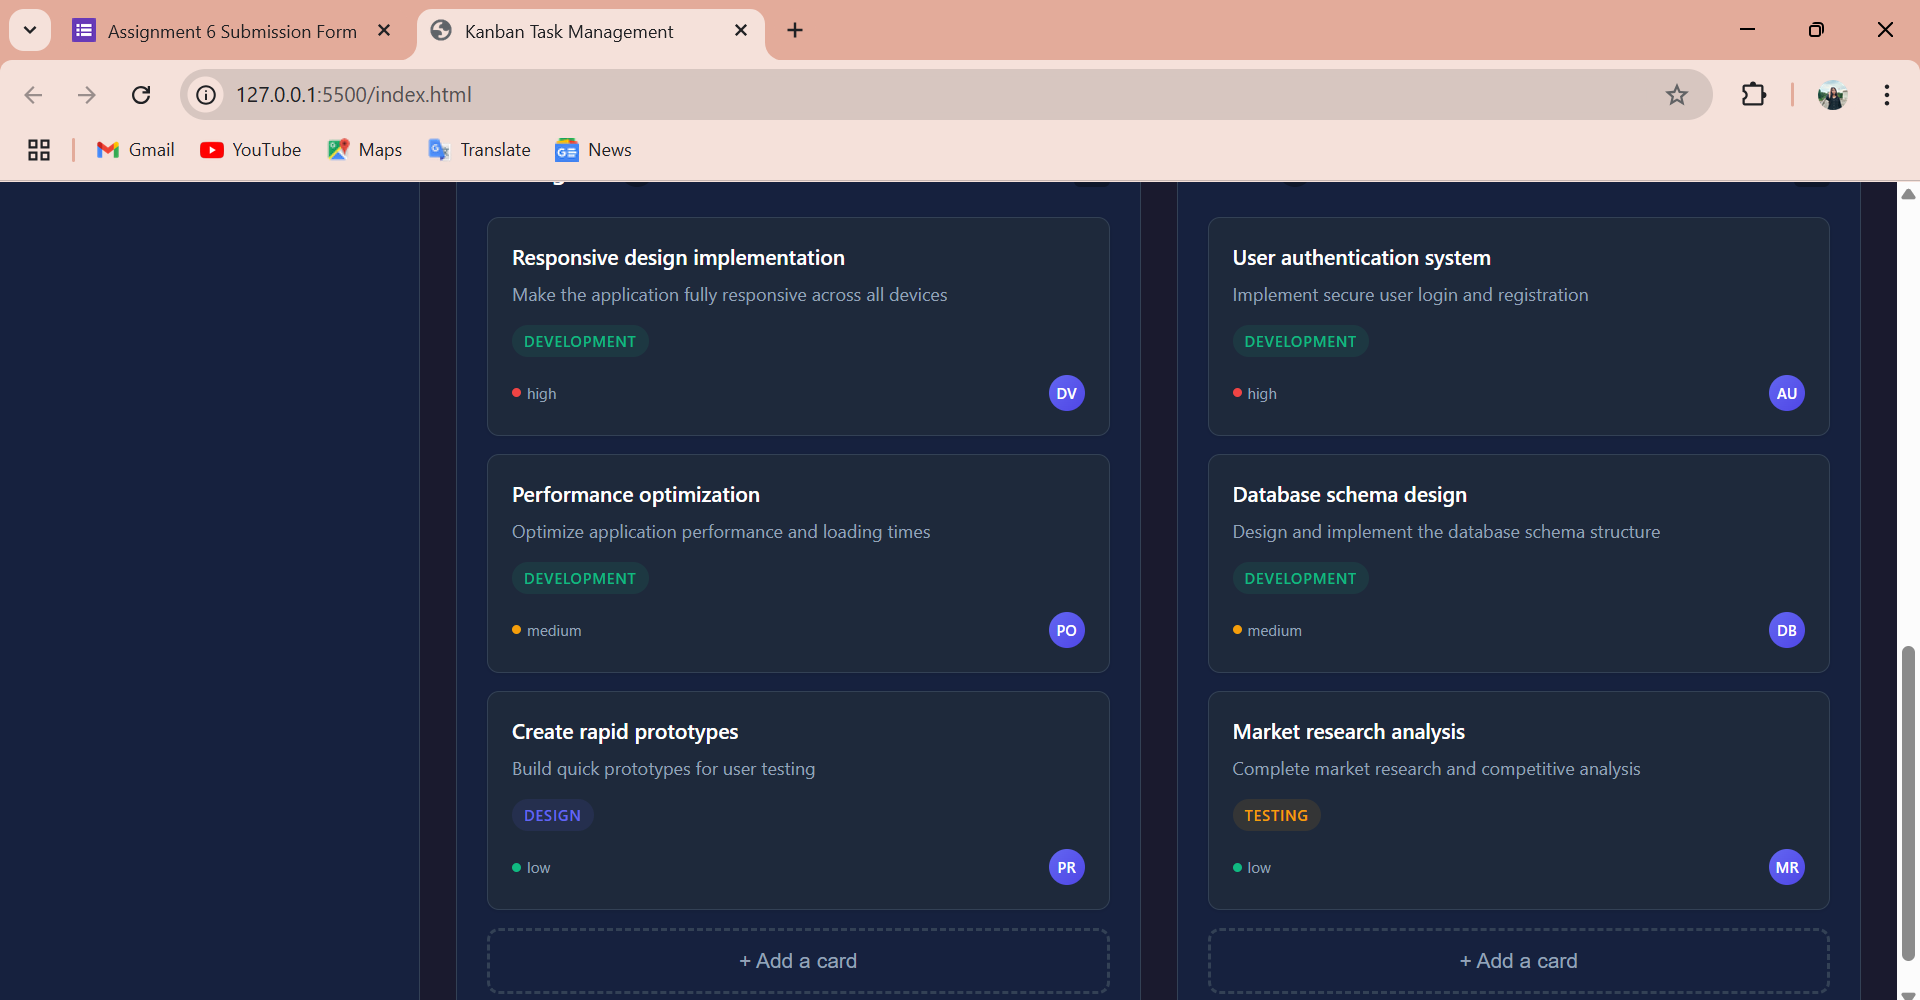 Assignment 6 Submission Form
Kanban Task Management
127.0.0.1:5500/index.html
Gmail
YouTube
Maps
Translate
News
Responsive design implementation
Make the application fully responsive across all devices
DEVELOPMENT
high
DV
Performance optimization
Optimize application performance and loading times
DEVELOPMENT
medium
PO
Create rapid prototypes
Build quick prototypes for user testing
DESIGN
low
PR
+ Add a card
User authentication system
Implement secure user login and registration
DEVELOPMENT
high
AU
Database schema design
Design and implement the database schema structure
DEVELOPMENT
medium
DB
Market research analysis
Complete market research and competitive analysis
TESTING
low
MR
+ Add a card